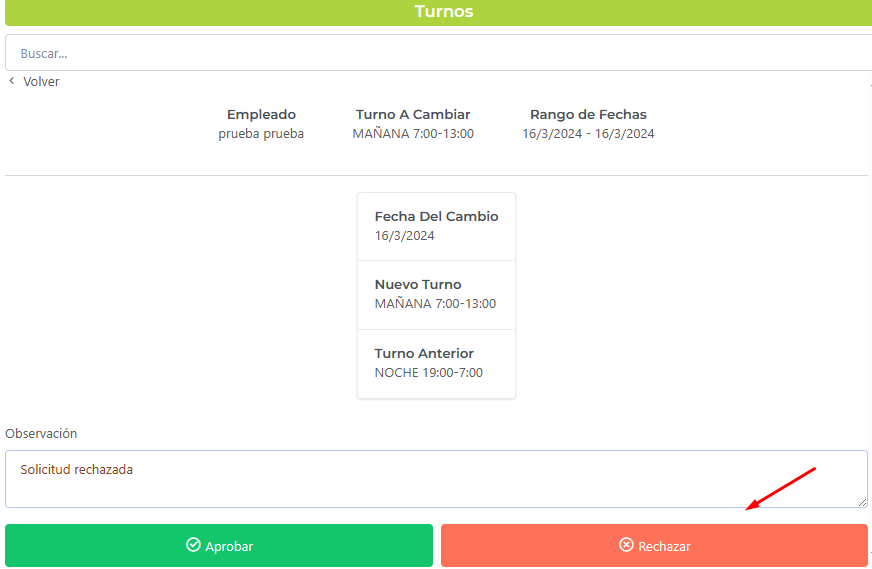 Turnos
Buscar...
Volver
Empleado Turno A Cambiar Rango de Fechas
prueba prueba MAÑANA 7:00-13:00 16/3/2024 - 16/3/2024
Fecha Del Cambio
16/3/2024
Nuevo Turno
MAÑANA 7:00-13:00
Turno Anterior
NOCHE 19:00-7:00
Observación
Solicitud rechazada
Aprobar Rechazar